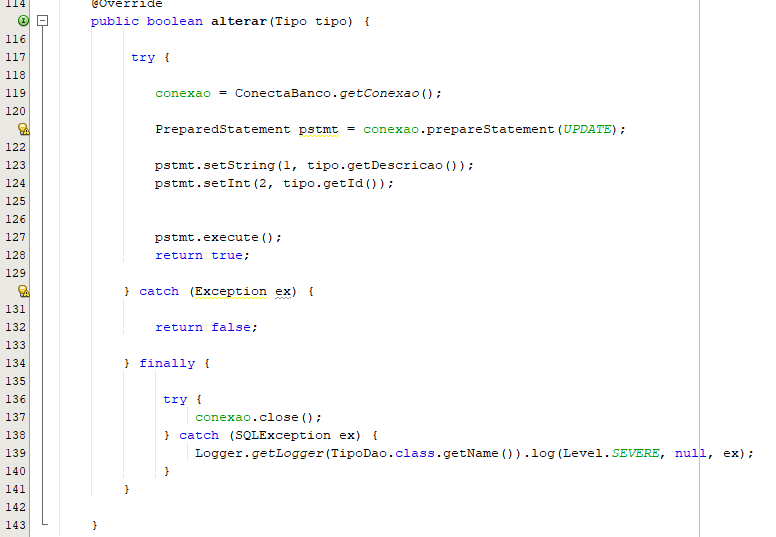 114 @Override
public boolean alterar(Tipo tipo) {
116
117 try {
118
119 conexao = ConectaBanco.getConexao();
120
PreparedStatement pstmt = conexao.prepareStatement(UPDATE);
122
123 pstmt.setString(1, tipo.getDescricao());
124 pstmt.setInt(2, tipo.getId());
125
126
127 pstmt.execute();
128 return true;
129
} catch (Exception ex) {
131
132 return false;
133
134 } finally {
135
136 try {
137 conexao.close();
138 } catch (SQLException ex) {
139 Logger.getLogger(TipoDao.class.getName()).log(Level.SEVERE, null, ex);
140 }
141 }
142
143 }